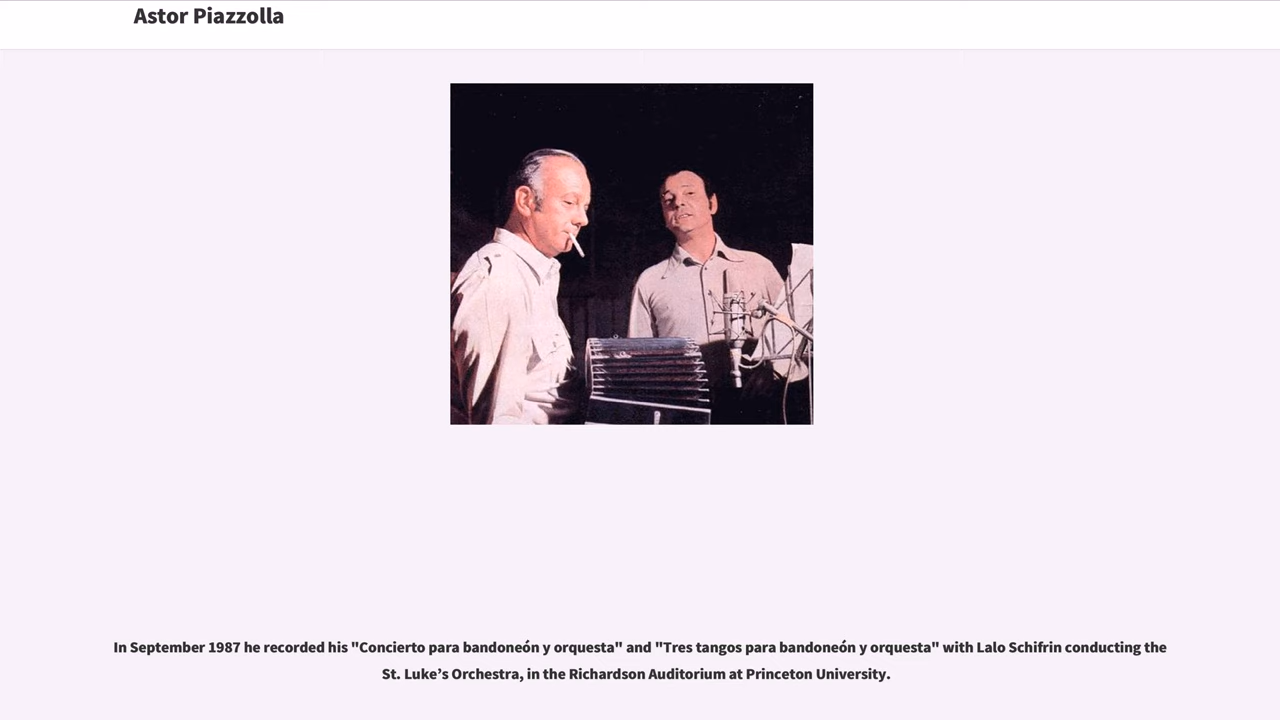 Astor Piazzolla
In September 1987 he recorded his "Concierto para bandoneón y orquesta" and "Tres tangos para bandoneón y orquesta" with Lalo Schifrin conducting the
St. Luke’s Orchestra, in the Richardson Auditorium at Princeton University.